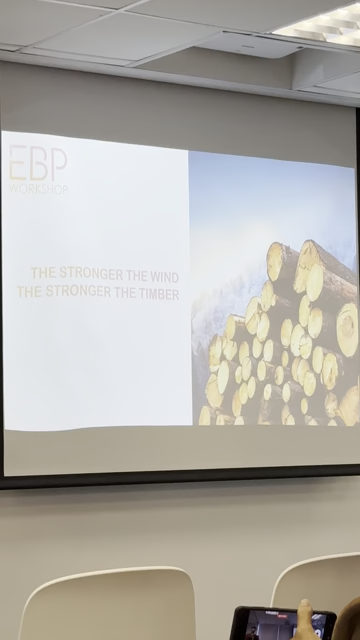 EBP
WORKSHOP
THE STRONGER THE WIND
THE STRONGER THE TIMBER